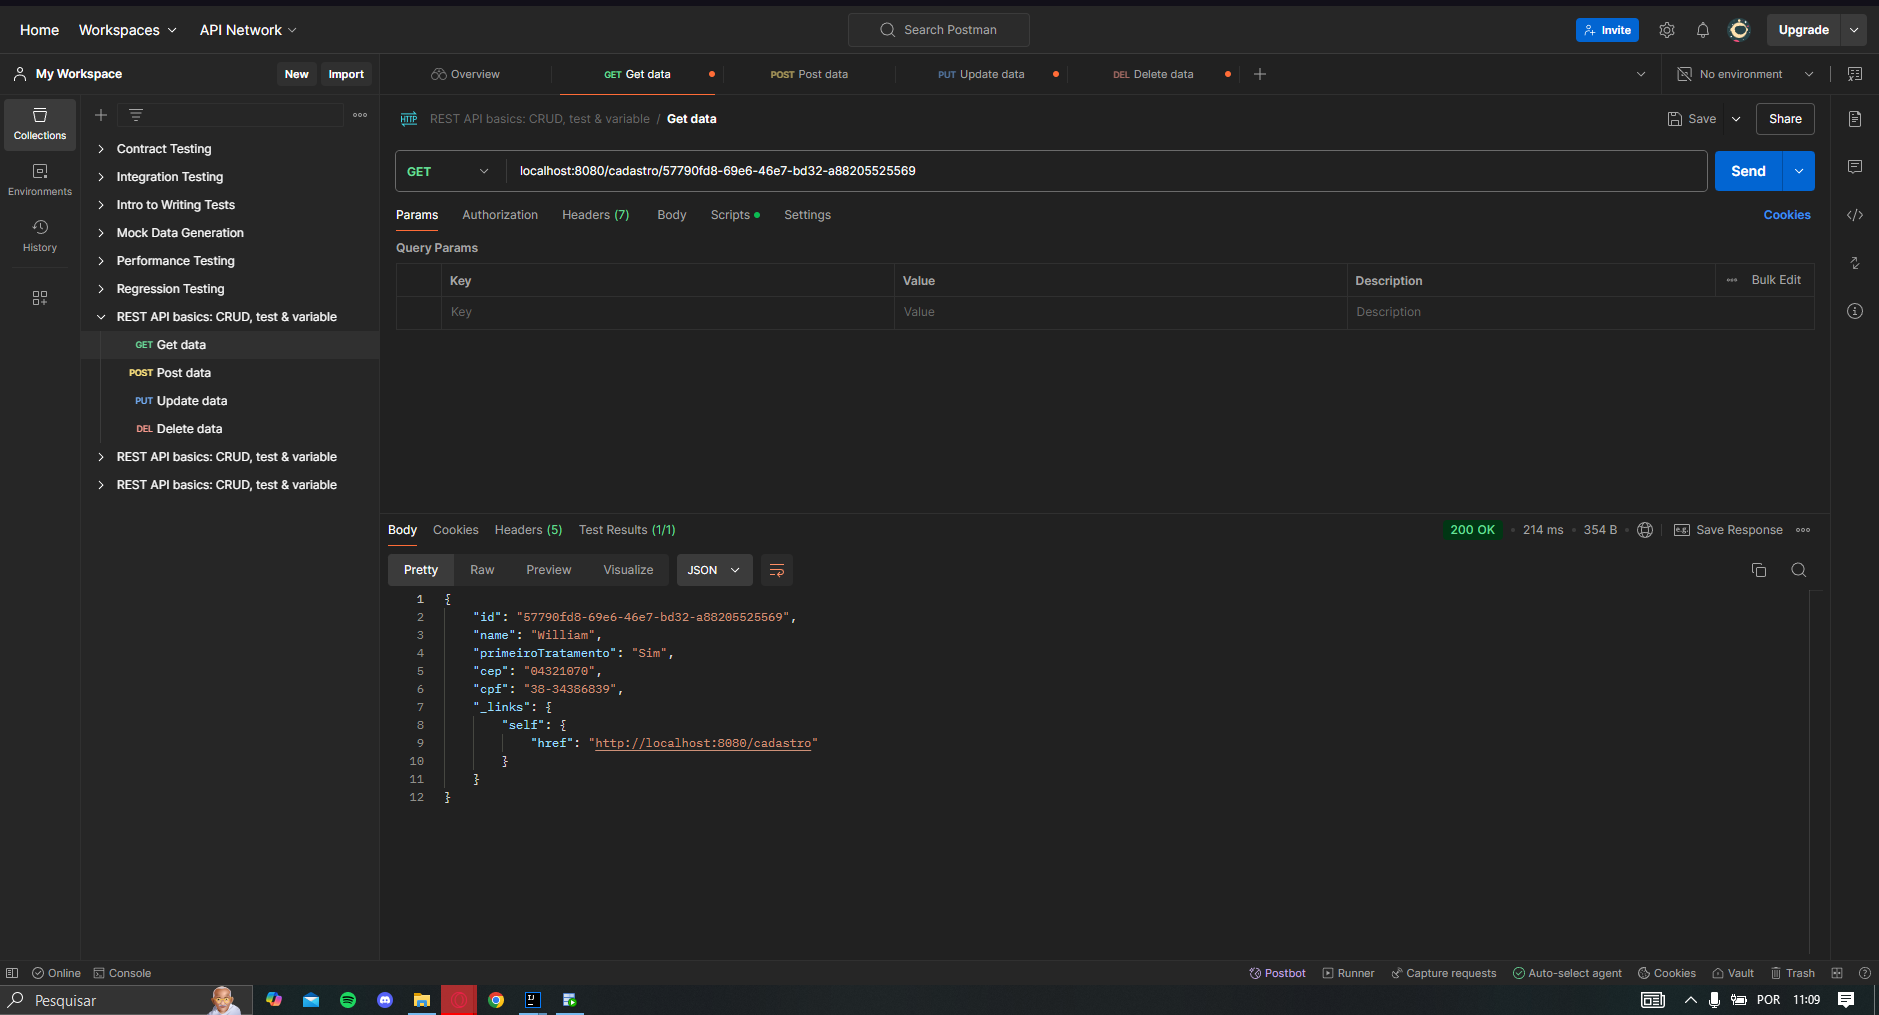 Home Workspaces API Network Search Postman Invite Upgrade
My Workspace New Import Overview GET Get data POST Post data PUT Update data DEL Delete data No environment
HTTP REST API basics: CRUD, test & variable / Get data Save Share
Collections
Environments
History
Contract Testing
Integration Testing
Intro to Writing Tests
Mock Data Generation
Performance Testing
Regression Testing
REST API basics: CRUD, test & variable
GET Get data
POST Post data
PUT Update data
DEL Delete data
REST API basics: CRUD, test & variable
REST API basics: CRUD, test & variable
GET localhost:8080/cadastro/57790fd8-69e6-46e7-bd32-a88205525569 Send
Params Authorization Headers (7) Body Scripts Settings Cookies
Query Params
Key Value Description Bulk Edit
Key Value Description
Body Cookies Headers (5) Test Results (1/1) 200 OK 214 ms 354 B e.g. Save Response
Pretty Raw Preview Visualize JSON
1 {
2 "id": "57790fd8-69e6-46e7-bd32-a88205525569",
3 "name": "William",
4 "primeiroTratamento": "Sim",
5 "cep": "04321070",
6 "cpf": "38-34386839",
7 "_links": {
8 "self": {
9 "href": "http://localhost:8080/cadastro"
10 }
11 }
12 }
Online Console Postbot Runner Capture requests Auto-select agent Cookies Vault Trash
Pesquisar POR 11:09